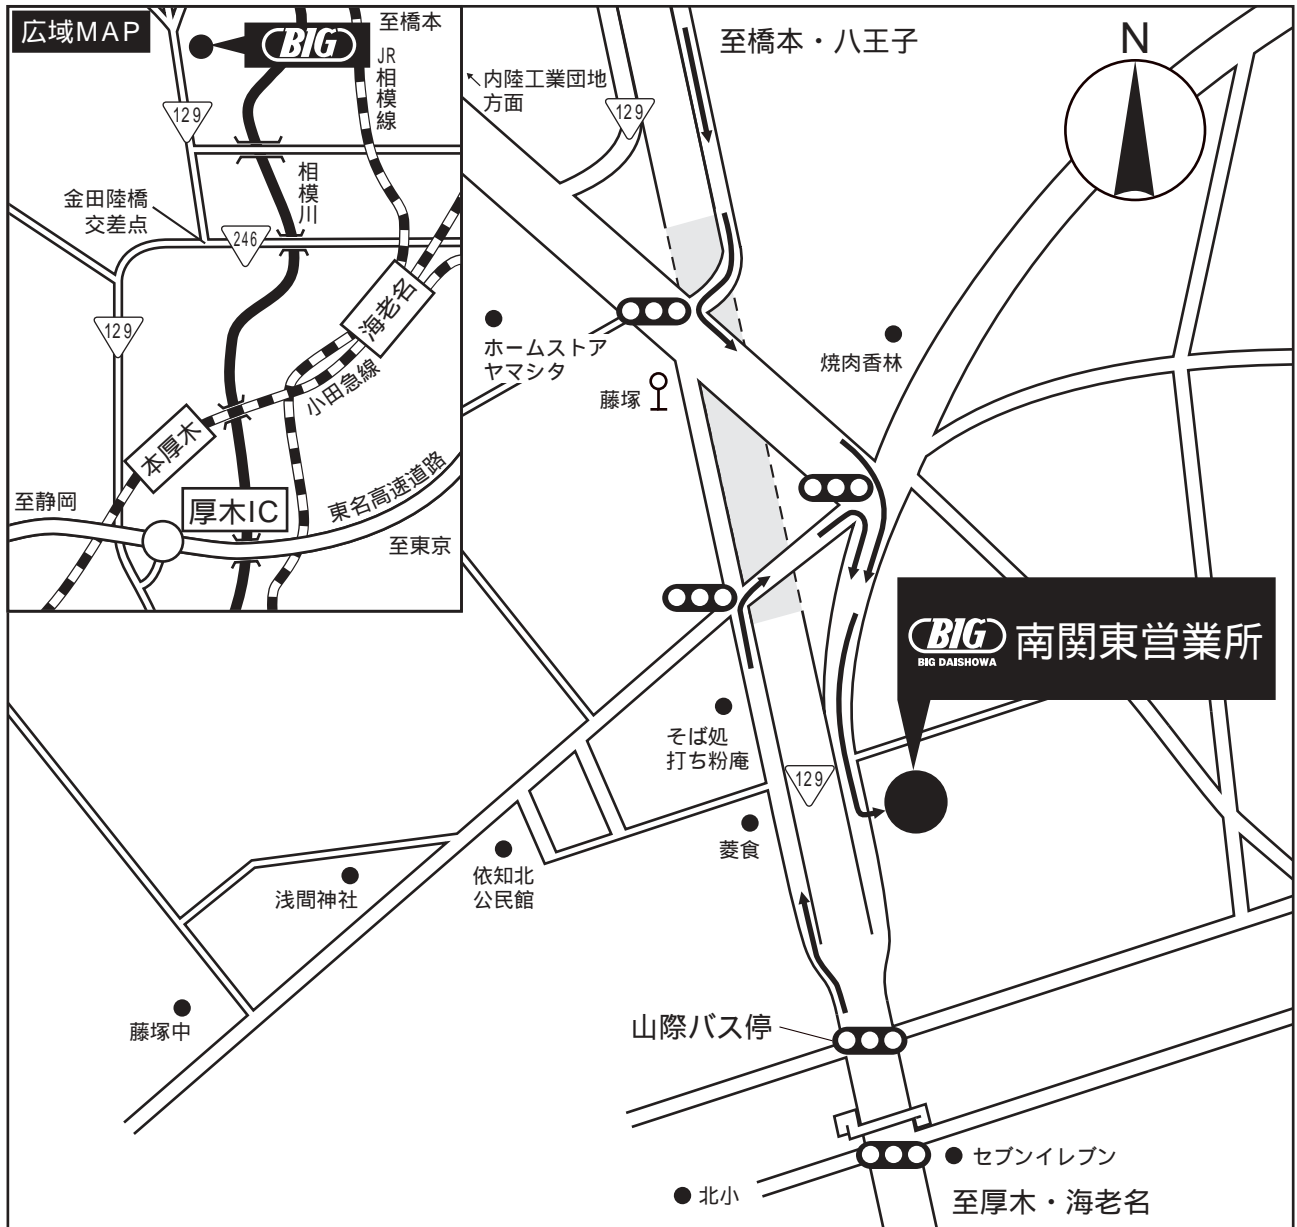 広域MAP
BIG
至橋本
JR相模線
129
相模川
金田陸橋
交差点
246
129
海老名
小田急線
本厚木
至静岡
厚木IC
東名高速道路
至東京
至橋本・八王子
N
内陸工業団地
方面
129
ホームストア
ヤマシタ
藤塚
焼肉香林
BIG
BIG DAISHOWA
南関東営業所
そば処
打ち粉庵
129
菱食
依知北
公民館
浅間神社
藤塚中
山際バス停
セブンイレブン
北小
至厚木・海老名